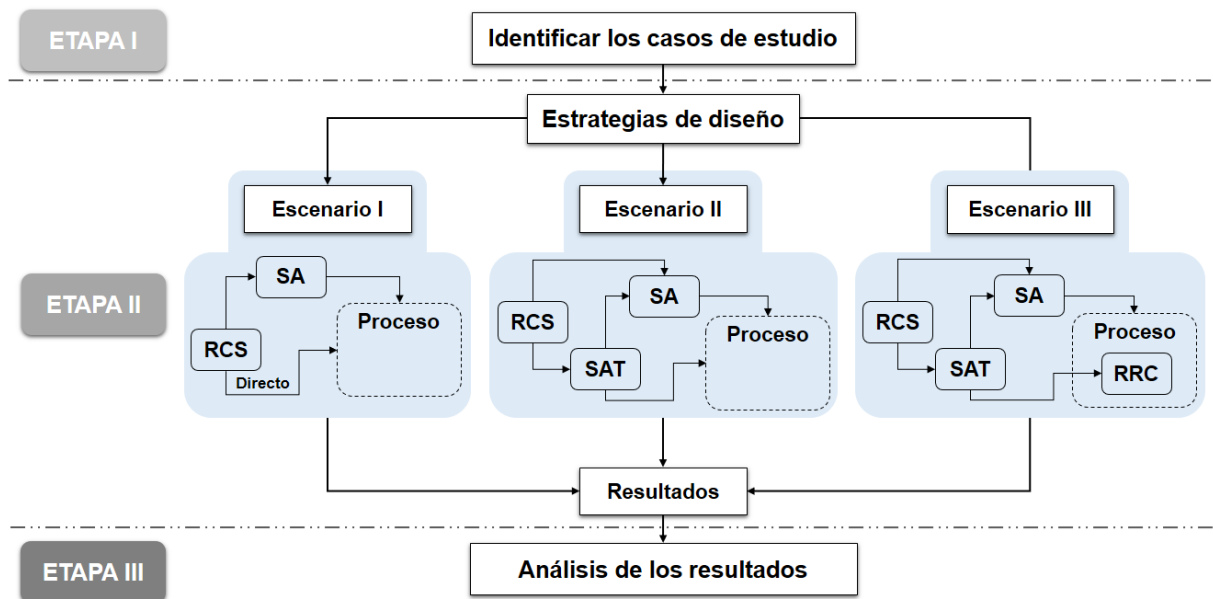 ETAPA I
Identificar los casos de estudio
Estrategias de diseño
Escenario I
Escenario II
Escenario III
ETAPA II
SA
Proceso
RCS
Directo
SA
RCS
Proceso
SAT
SA
RCS
Proceso
SAT
RRC
Resultados
ETAPA III
Análisis de los resultados